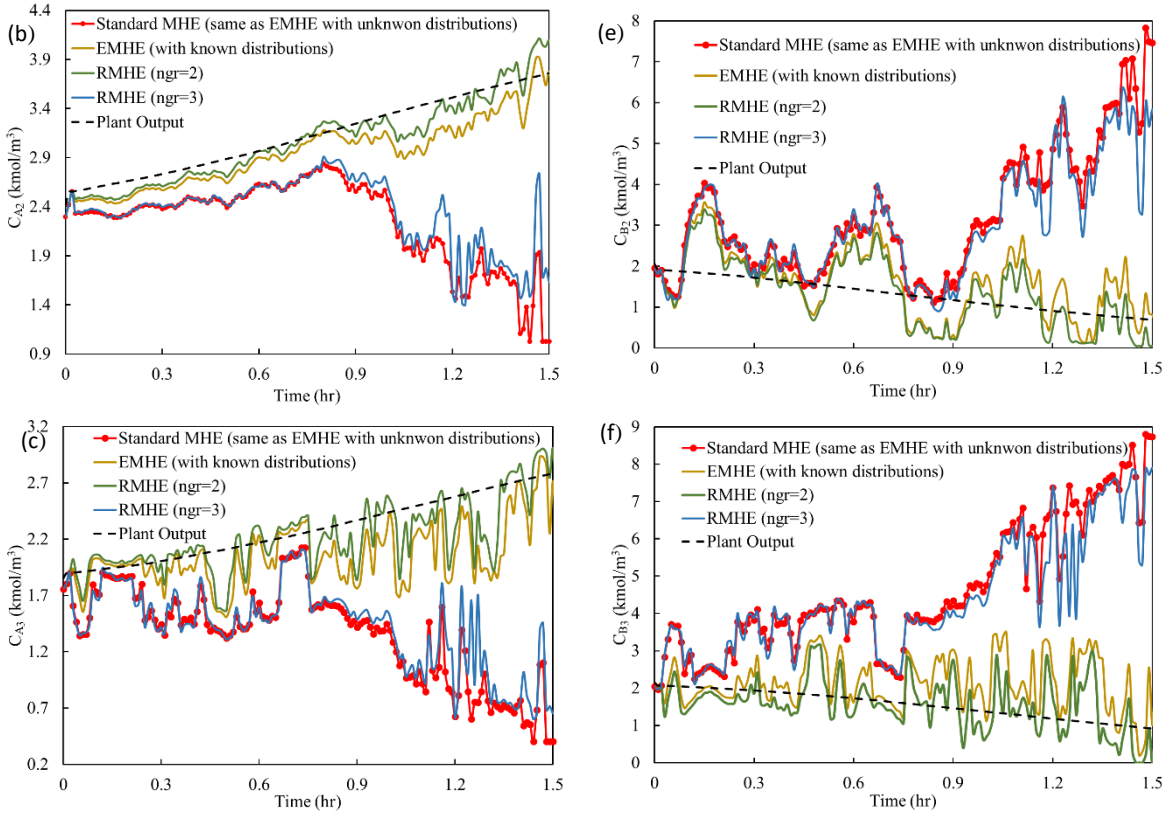 (b)
4.4
3.9
3.4
2.9
2.4
1.9
1.4
0.9
C_A2 (kmol/m³)
Standard MHE (same as EMHE with unknwon distributions)
EMHE (with known distributions)
RMHE (ngr=2)
RMHE (ngr=3)
Plant Output
0 0.3 0.6 0.9 1.2 1.5
Time (hr)
(e)
8
7
6
5
4
3
2
1
0
C_B2 (kmol/m³)
Standard MHE (same as EMHE with unknwon distributions)
EMHE (with known distributions)
RMHE (ngr=2)
RMHE (ngr=3)
Plant Output
0 0.3 0.6 0.9 1.2 1.5
Time (hr)
(c)
3.2
2.7
2.2
1.7
1.2
0.7
0.2
C_A3 (kmol/m³)
Standard MHE (same as EMHE with unknwon distributions)
EMHE (with known distributions)
RMHE (ngr=2)
RMHE (ngr=3)
Plant Output
0 0.3 0.6 0.9 1.2 1.5
Time (hr)
(f)
9
8
7
6
5
4
3
2
1
0
C_B3 (kmol/m³)
Standard MHE (same as EMHE with unknwon distributions)
EMHE (with known distributions)
RMHE (ngr=2)
RMHE (ngr=3)
Plant Output
0 0.3 0.6 0.9 1.2 1.5
Time (hr)